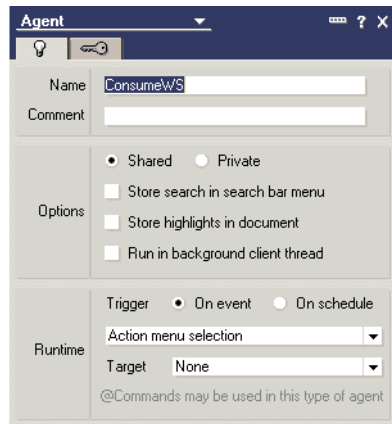 Agent ? X
Name ConsumeWS
Comment
Shared Private
Store search in search bar menu
Options Store highlights in document
Run in background client thread
Trigger On event On schedule
Action menu selection
Runtime
Target None
@Commands may be used in this type of agent